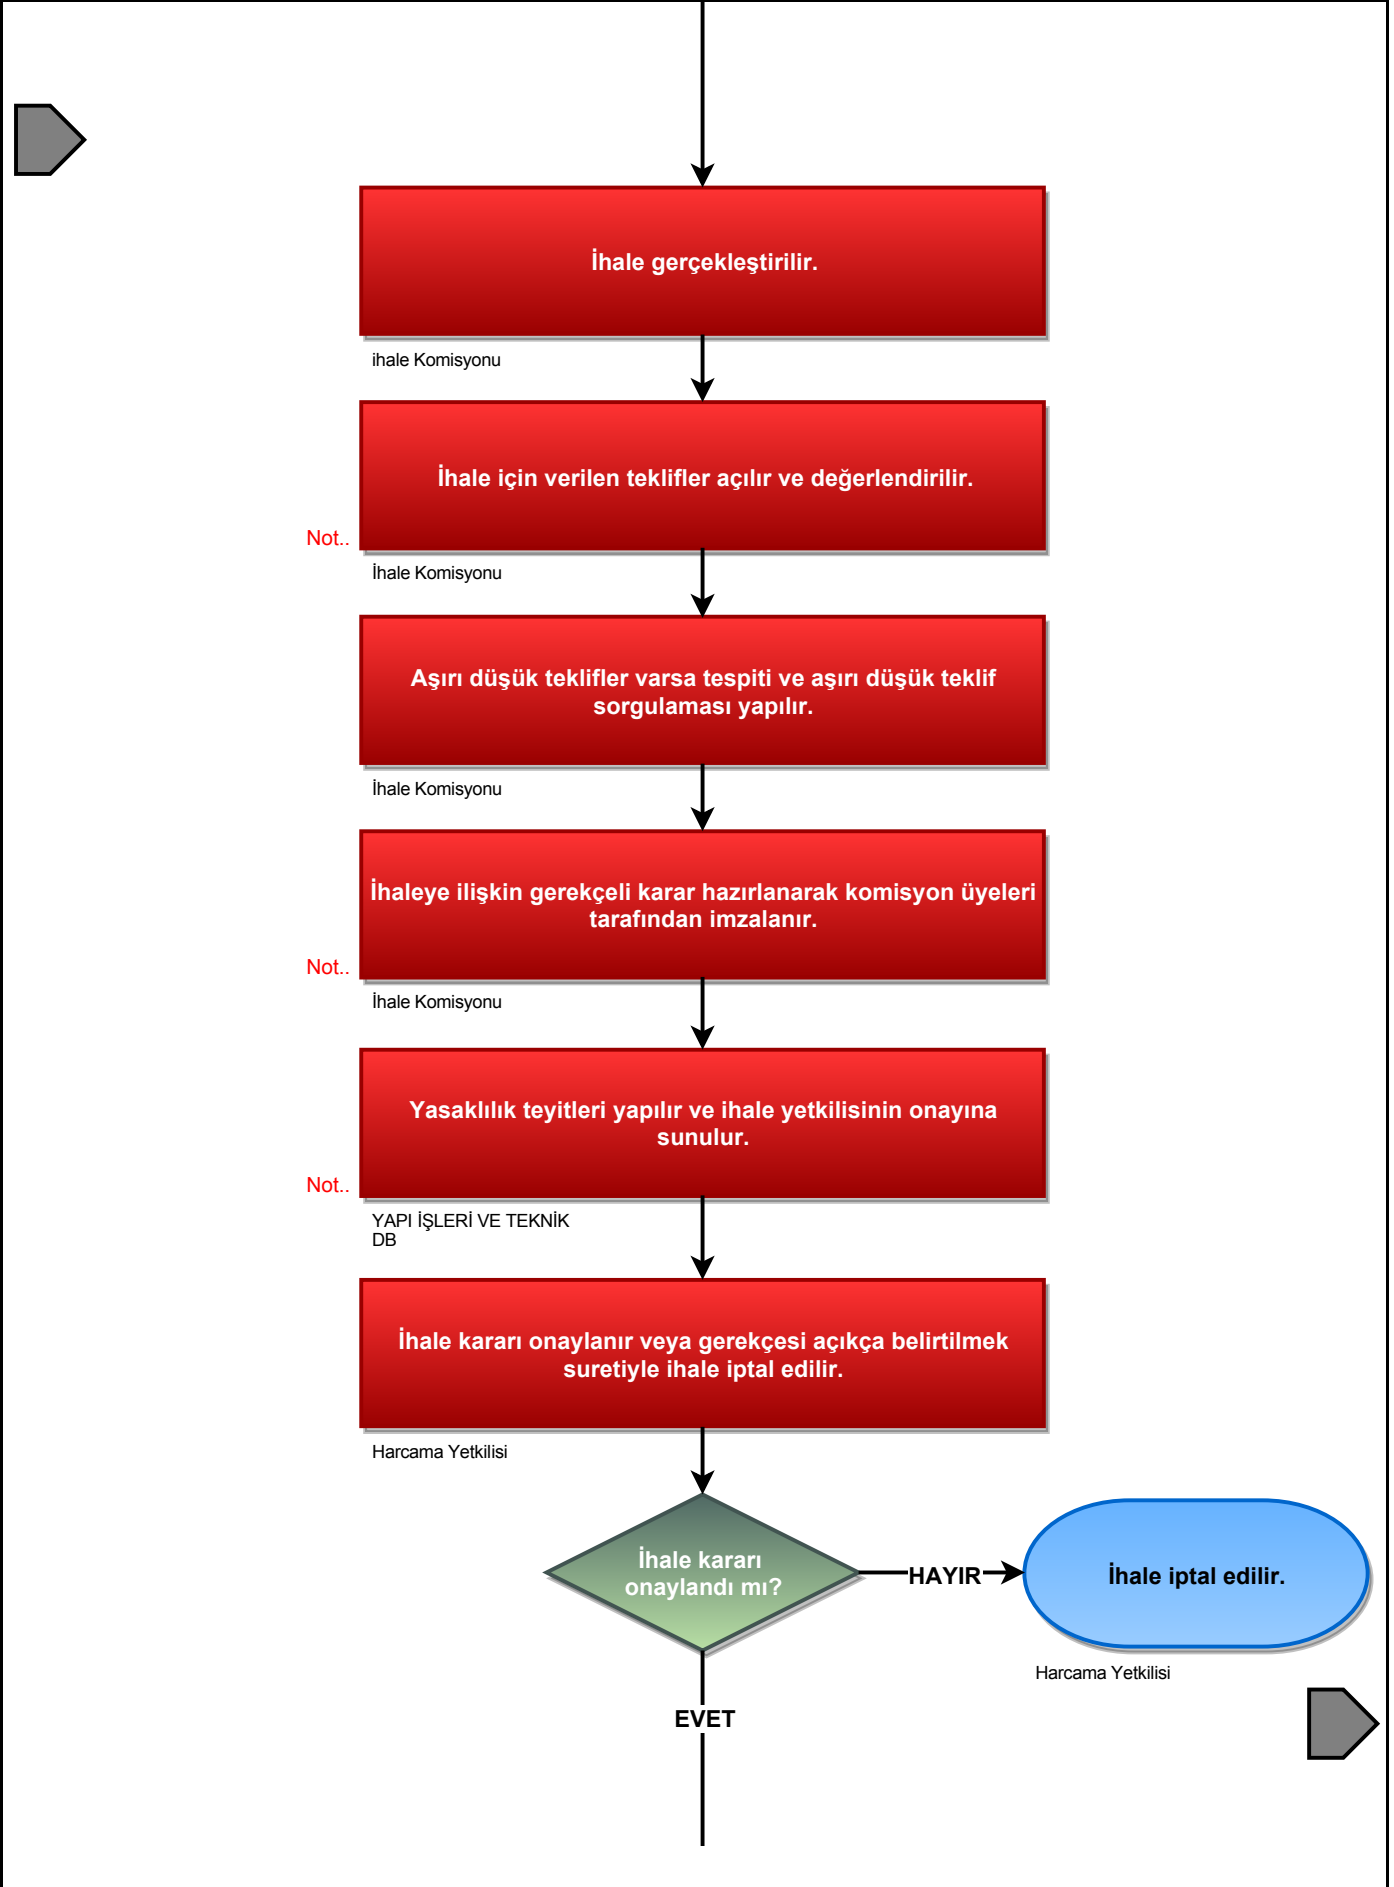 İhale gerçekleştirilir.
ihale Komisyonu
İhale için verilen teklifler açılır ve değerlendirilir.
Not..
İhale Komisyonu
Aşırı düşük teklifler varsa tespiti ve aşırı düşük teklif
sorgulaması yapılır.
İhale Komisyonu
İhaleye ilişkin gerekçeli karar hazırlanarak komisyon üyeleri
tarafından imzalanır.
Not..
İhale Komisyonu
Yasaklılık teyitleri yapılır ve ihale yetkilisinin onayına
sunulur.
Not..
YAPI İŞLERİ VE TEKNİK
DB
İhale kararı onaylanır veya gerekçesi açıkça belirtilmek
suretiyle ihale iptal edilir.
Harcama Yetkilisi
İhale kararı
onaylandı mı?
HAYIR
İhale iptal edilir.
Harcama Yetkilisi
EVET